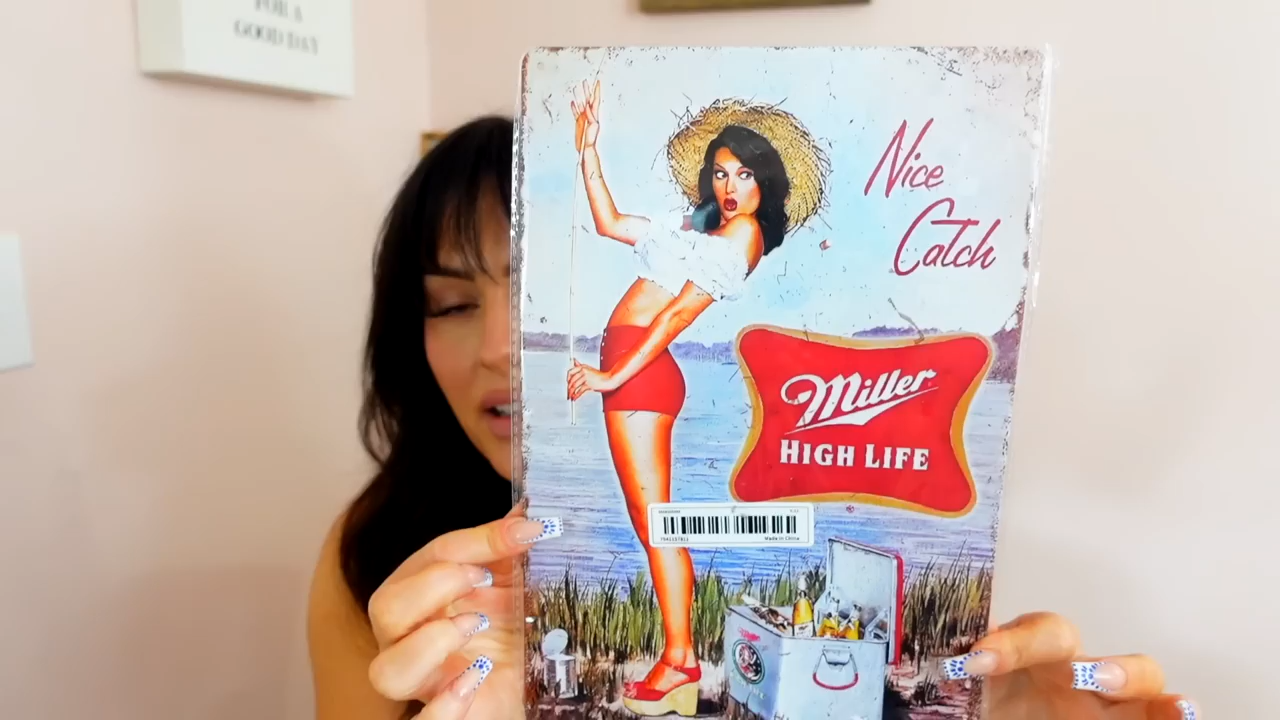 FOR A
GOOD DAY
Nice
Catch
Miller
HIGH LIFE
Made in China